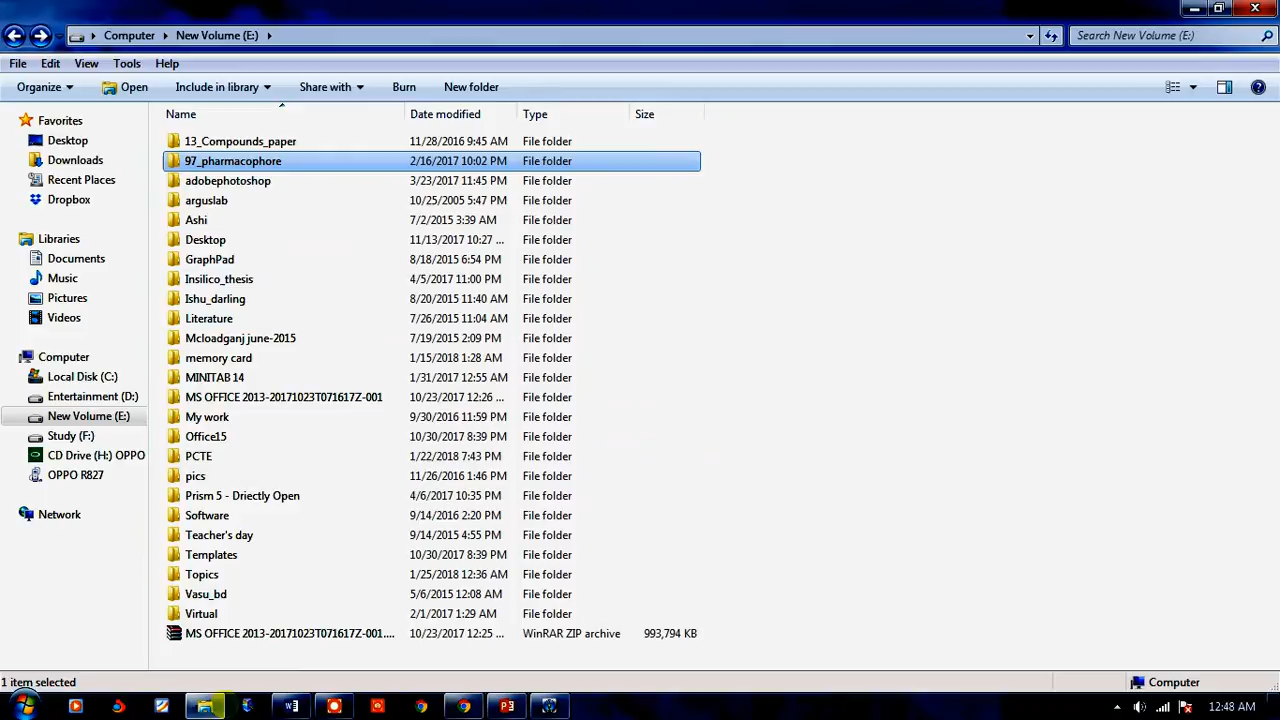 Computer New Volume (E:) Search New Volume (E:)
File Edit View Tools Help
Organize Open Include in library Share with Burn New folder
Name Date modified Type Size
Favorites
Desktop
Downloads
Recent Places
Dropbox
Libraries
Documents
Music
Pictures
Videos
Computer
Local Disk (C:)
Entertainment (D:)
New Volume (E:)
Study (F:)
CD Drive (H:) OPPO
OPPO R827
Network
13_Compounds_paper 11/28/2016 9:45 AM File folder
97_pharmacophore 2/16/2017 10:02 PM File folder
adobephotoshop 3/23/2017 11:45 PM File folder
arguslab 10/25/2005 5:47 PM File folder
Ashi 7/2/2015 3:39 AM File folder
Desktop 11/13/2017 10:27 ... File folder
GraphPad 8/18/2015 6:54 PM File folder
Insilico_thesis 4/5/2017 11:00 PM File folder
Ishu_darling 8/20/2015 11:40 AM File folder
Literature 7/26/2015 11:04 AM File folder
Mcloadganj june-2015 7/19/2015 2:09 PM File folder
memory card 1/15/2018 1:28 AM File folder
MINITAB 14 1/31/2017 12:55 AM File folder
MS OFFICE 2013-20171023T071617Z-001 10/23/2017 12:26 ... File folder
My work 9/30/2016 11:59 PM File folder
Office15 10/30/2017 8:39 PM File folder
PCTE 1/22/2018 7:43 PM File folder
pics 11/26/2016 1:46 PM File folder
Prism 5 - Driectly Open 4/6/2017 10:35 PM File folder
Software 9/14/2016 2:20 PM File folder
Teacher's day 9/14/2015 4:55 PM File folder
Templates 10/30/2017 8:39 PM File folder
Topics 1/25/2018 12:36 AM File folder
Vasu_bd 5/6/2015 12:08 AM File folder
Virtual 2/1/2017 1:29 AM File folder
MS OFFICE 2013-20171023T071617Z-001.... 10/23/2017 12:25 ... WinRAR ZIP archive 993,794 KB
1 item selected Computer
12:48 AM